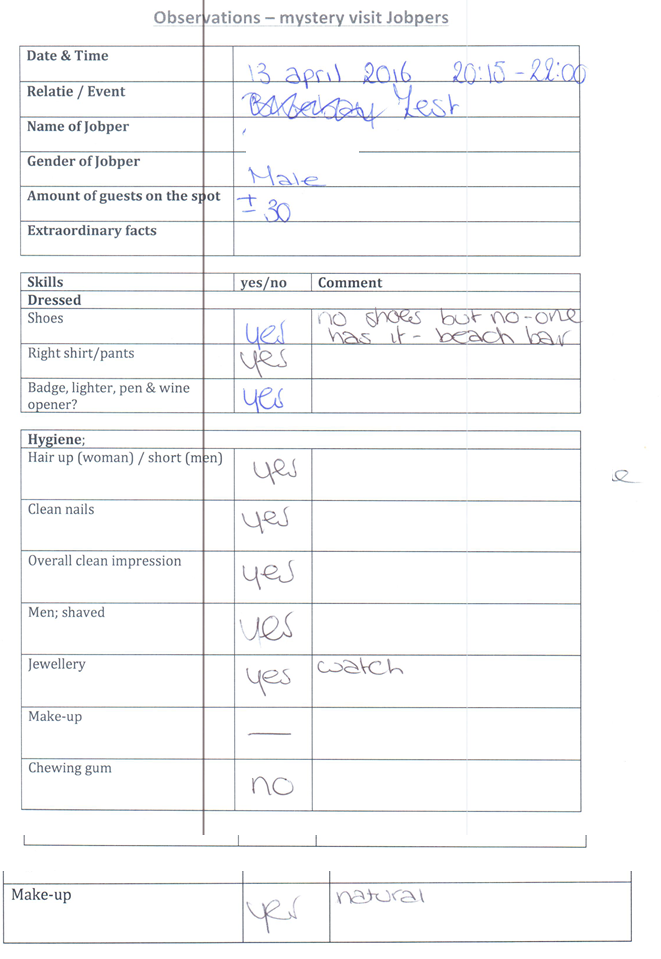 Observations – mystery visit Jobpers
Date & Time 13 april 2016 20:15 - 22:00
Relatie / Event Zest
Name of Jobper
Gender of Jobper Male
Amount of guests on the spot ± 30
Extraordinary facts
Skills yes/no Comment
Dressed
Shoes yes no shoes but no-one
has it - beach bar
Right shirt/pants yes
Badge, lighter, pen & wine
opener? yes
Hygiene;
Hair up (woman) / short (men) yes
e
Clean nails yes
Overall clean impression yes
Men; shaved yes
Jewellery yes watch
Make-up —
Chewing gum no
Make-up yes natural